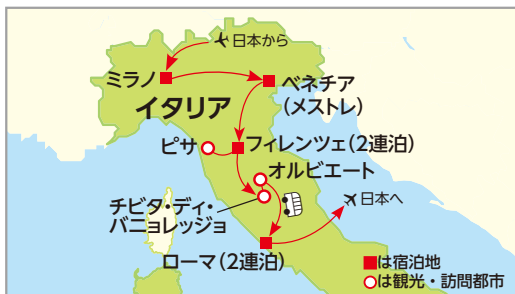 日本から
ミラノ
ベネチア
(メストレ)
イタリア
ピサ
フィレンツェ(2連泊)
オルビエート
チビタ・ディ・
バニョレッジョ
日本へ
ローマ(2連泊)
■は宿泊地
○は観光・訪問都市